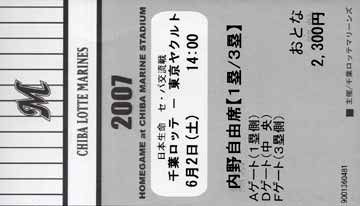 M
CHIBA LOTTE MARINES
2007
HOMEGAME at CHIBA MARINE STADIUM
日本生命 セ・パ交流戦
千葉ロッテ － 東京ヤクルト
6月2日(土) 14:00
内野自由席【1塁/3塁】
Aゲート(1塁側)
Dゲート(中 央)
Fゲート(3塁側)
おとな
2,300円
■ 主催/千葉ロッテマリーンズ
9001360481